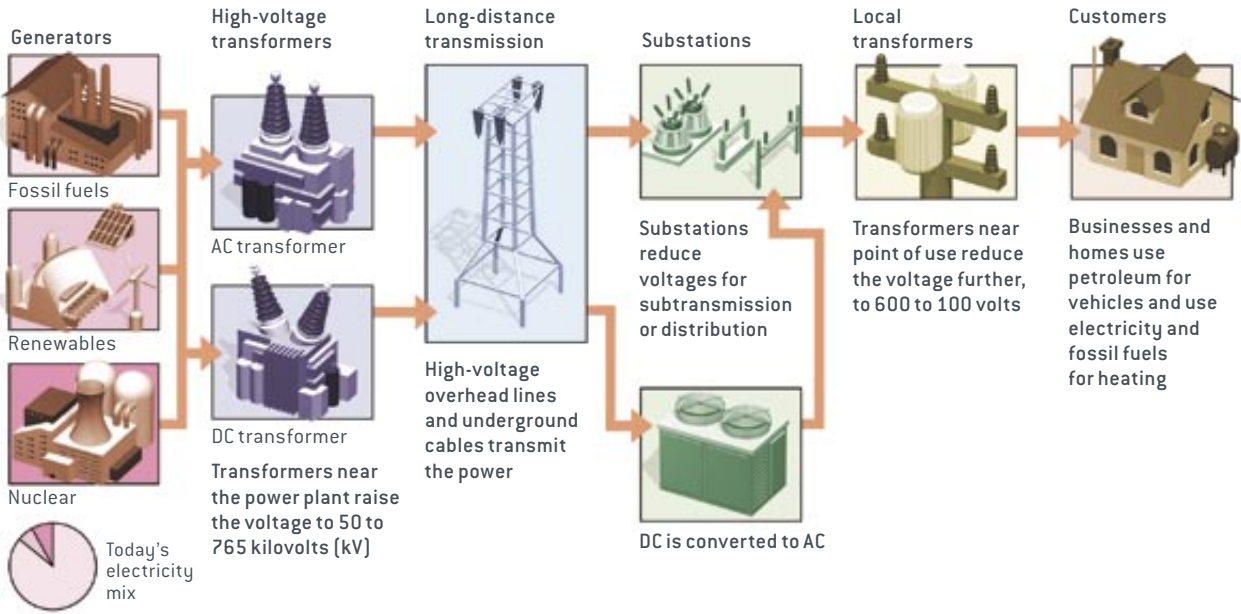 Generators
Fossil fuels
Renewables
Nuclear
Today's
electricity
mix
High-voltage
transformers
AC transformer
DC transformer
Transformers near
the power plant raise
the voltage to 50 to
765 kilovolts (kV)
Long-distance
transmission
High-voltage
overhead lines
and underground
cables transmit
the power
Substations
Substations
reduce
voltages for
subtransmission
or distribution
DC is converted to AC
Local
transformers
Transformers near
point of use reduce
the voltage further,
to 600 to 100 volts
Customers
Businesses and
homes use
petroleum for
vehicles and use
electricity and
fossil fuels
for heating